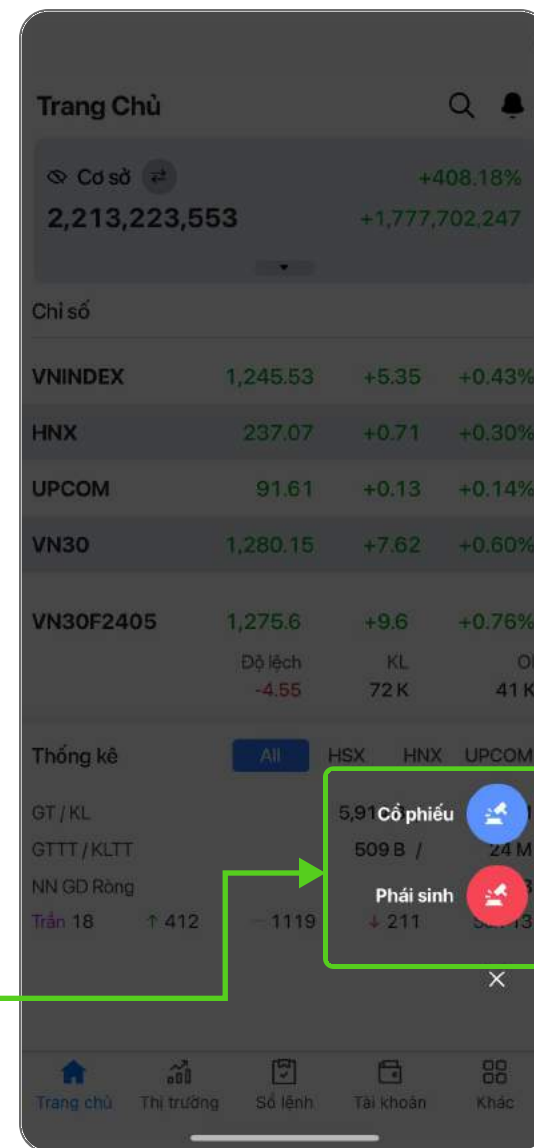 Trang Chủ
Cơ sở +408.18%
2,213,223,553 +1,777,702,247
Chỉ số
VNINDEX 1,245.53 +5.35 +0.43%
HNX 237.07 +0.71 +0.30%
UPCOM 91.61 +0.13 +0.14%
VN30 1,280.15 +7.62 +0.60%
VN30F2405 1,275.6 +9.6 +0.76%
Độ lệch KL OI
-4.55 72 K 41 K
Thống kê All HSX HNX UPCOM
GT / KL Cổ phiếu
GTTT / KLTT 509 B / 24 M
NN GD Ròng Phái sinh
Trần 18 ↑ 412 – 1119 ↓ 211
Trang chủ Thị trường Sổ lệnh Tài khoản Khác